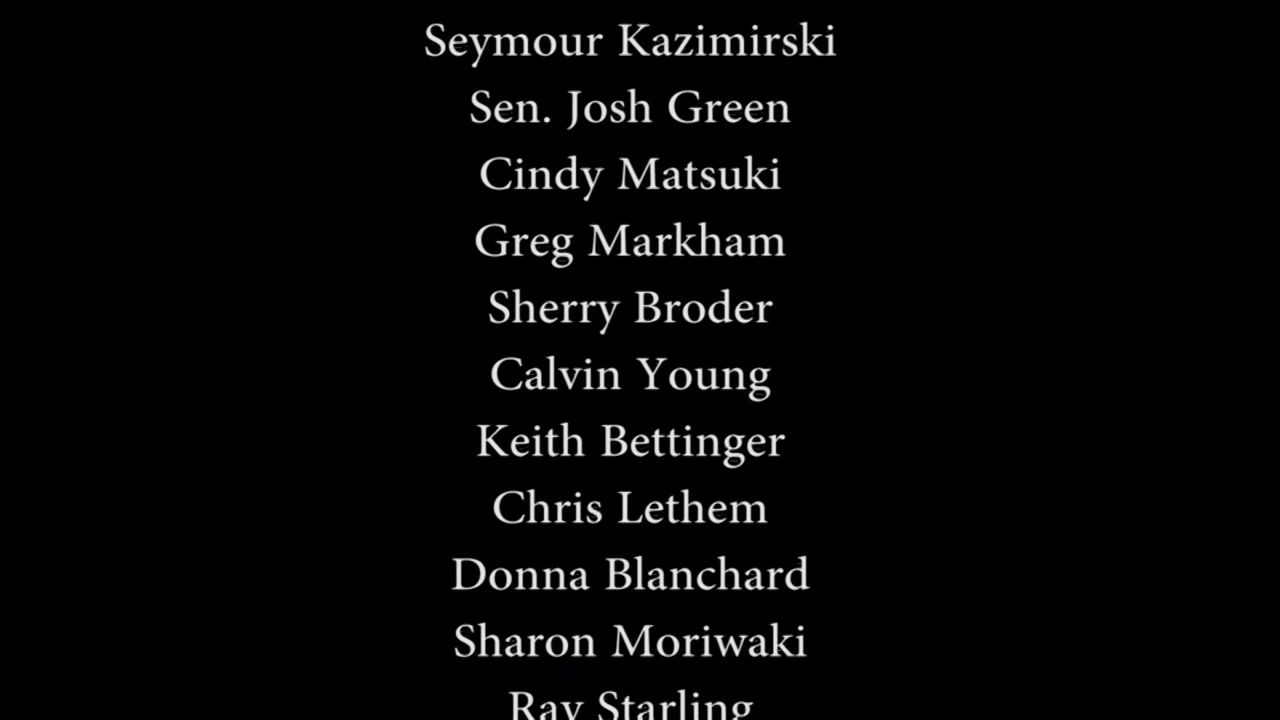 Seymour Kazimirski
Sen. Josh Green
Cindy Matsuki
Greg Markham
Sherry Broder
Calvin Young
Keith Bettinger
Chris Lethem
Donna Blanchard
Sharon Moriwaki
Ray Starling